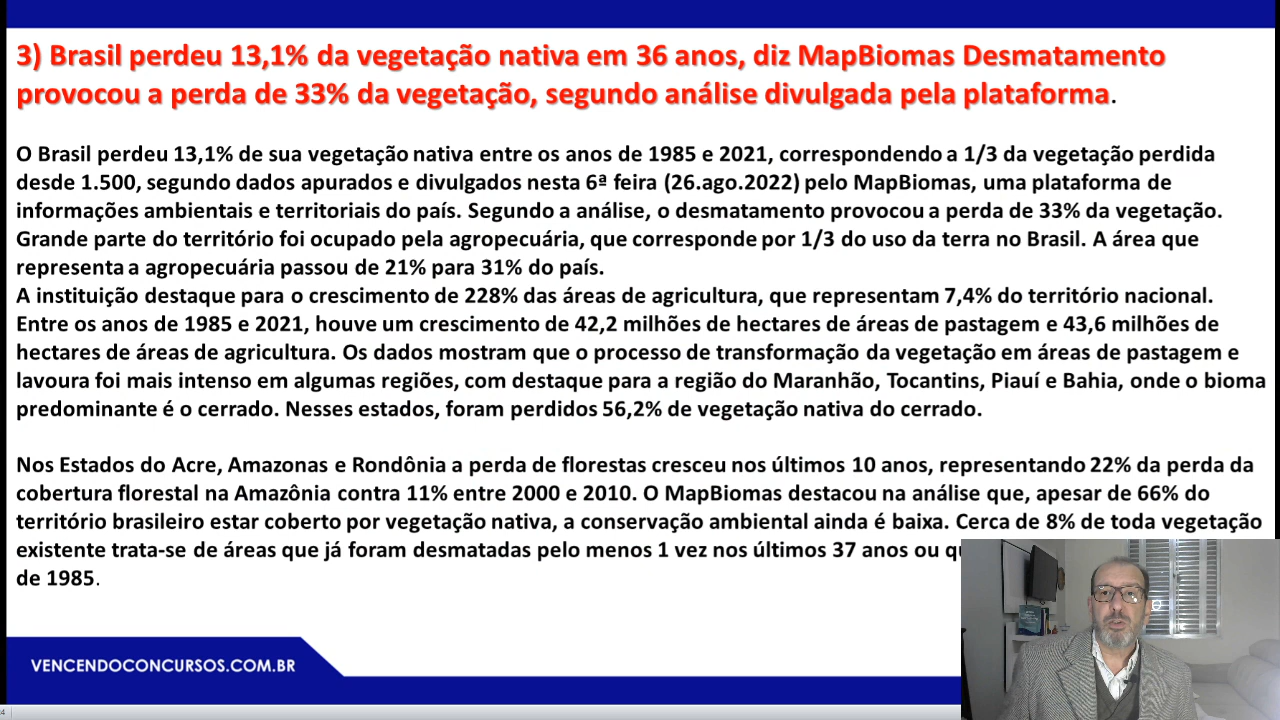 3) Brasil perdeu 13,1% da vegetação nativa em 36 anos, diz MapBiomas Desmatamento
provocou a perda de 33% da vegetação, segundo análise divulgada pela plataforma.
O Brasil perdeu 13,1% de sua vegetação nativa entre os anos de 1985 e 2021, correspondendo a 1/3 da vegetação perdida
desde 1.500, segundo dados apurados e divulgados nesta 6ª feira (26.ago.2022) pelo MapBiomas, uma plataforma de
informações ambientais e territoriais do país. Segundo a análise, o desmatamento provocou a perda de 33% da vegetação.
Grande parte do território foi ocupado pela agropecuária, que corresponde por 1/3 do uso da terra no Brasil. A área que
representa a agropecuária passou de 21% para 31% do país.
A instituição destaque para o crescimento de 228% das áreas de agricultura, que representam 7,4% do território nacional.
Entre os anos de 1985 e 2021, houve um crescimento de 42,2 milhões de hectares de áreas de pastagem e 43,6 milhões de
hectares de áreas de agricultura. Os dados mostram que o processo de transformação da vegetação em áreas de pastagem e
lavoura foi mais intenso em algumas regiões, com destaque para a região do Maranhão, Tocantins, Piauí e Bahia, onde o bioma
predominante é o cerrado. Nesses estados, foram perdidos 56,2% de vegetação nativa do cerrado.
Nos Estados do Acre, Amazonas e Rondônia a perda de florestas cresceu nos últimos 10 anos, representando 22% da perda da
cobertura florestal na Amazônia contra 11% entre 2000 e 2010. O MapBiomas destacou na análise que, apesar de 66% do
território brasileiro estar coberto por vegetação nativa, a conservação ambiental ainda é baixa. Cerca de 8% de toda vegetação
existente trata-se de áreas que já foram desmatadas pelo menos 1 vez nos últimos 37 anos ou
de 1985.
VENCENDOCONCURSOS.COM.BR